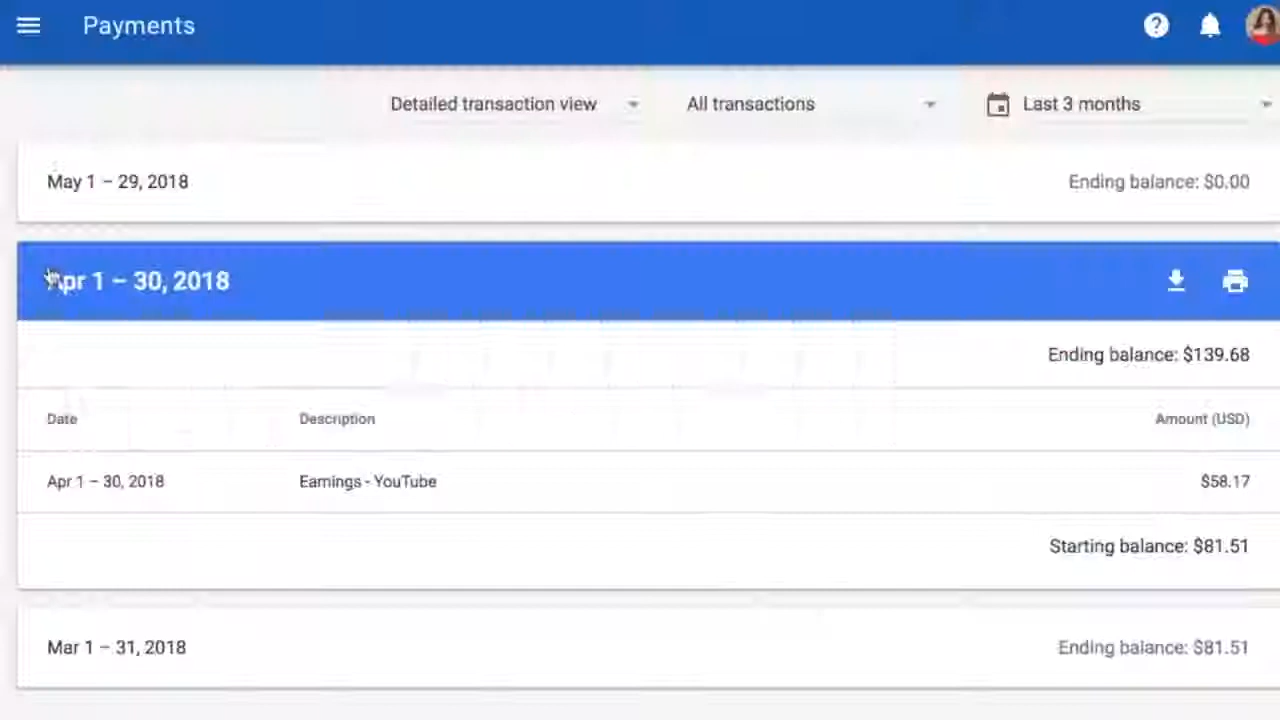 Payments
Detailed transaction view All transactions Last 3 months
May 1 – 29, 2018 Ending balance: $0.00
Apr 1 – 30, 2018
Ending balance: $139.68
Date Description Amount (USD)
Apr 1 – 30, 2018 Earnings - YouTube $58.17
Starting balance: $81.51
Mar 1 – 31, 2018 Ending balance: $81.51